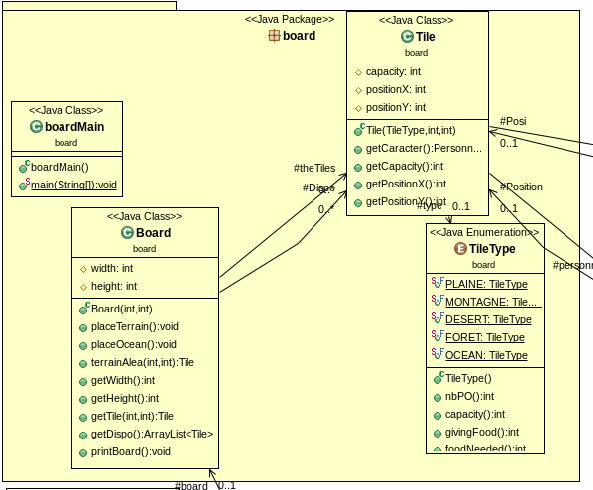 <<Java Package>>
board
<<Java Class>>
Tile
board
capacity: int
positionX: int
positionY: int
Tile(TileType,int,int)
getCaracter():Personn...
getCapacity():int
getPositionX():int
getPositionY():int
<<Java Class>>
boardMain
board
boardMain()
main(String[]):void
#Posi
0..1
#theTiles
#Dispo
0..*
#Position
0..1
#type 0..1
#personn
<<Java Class>>
Board
board
width: int
height: int
Board(int,int)
placeTerrain():void
placeOcean():void
terrainAlea(int,int):Tile
getWidth():int
getHeight():int
getTile(int,int):Tile
getDispo():ArrayList<Tile>
printBoard():void
<<Java Enumeration>>
TileType
board
PLAINE: TileType
MONTAGNE: Tile...
DESERT: TileType
FORET: TileType
OCEAN: TileType
TileType()
nbPO():int
capacity():int
givingFood():int
foodNeeded():int
#board 0..1